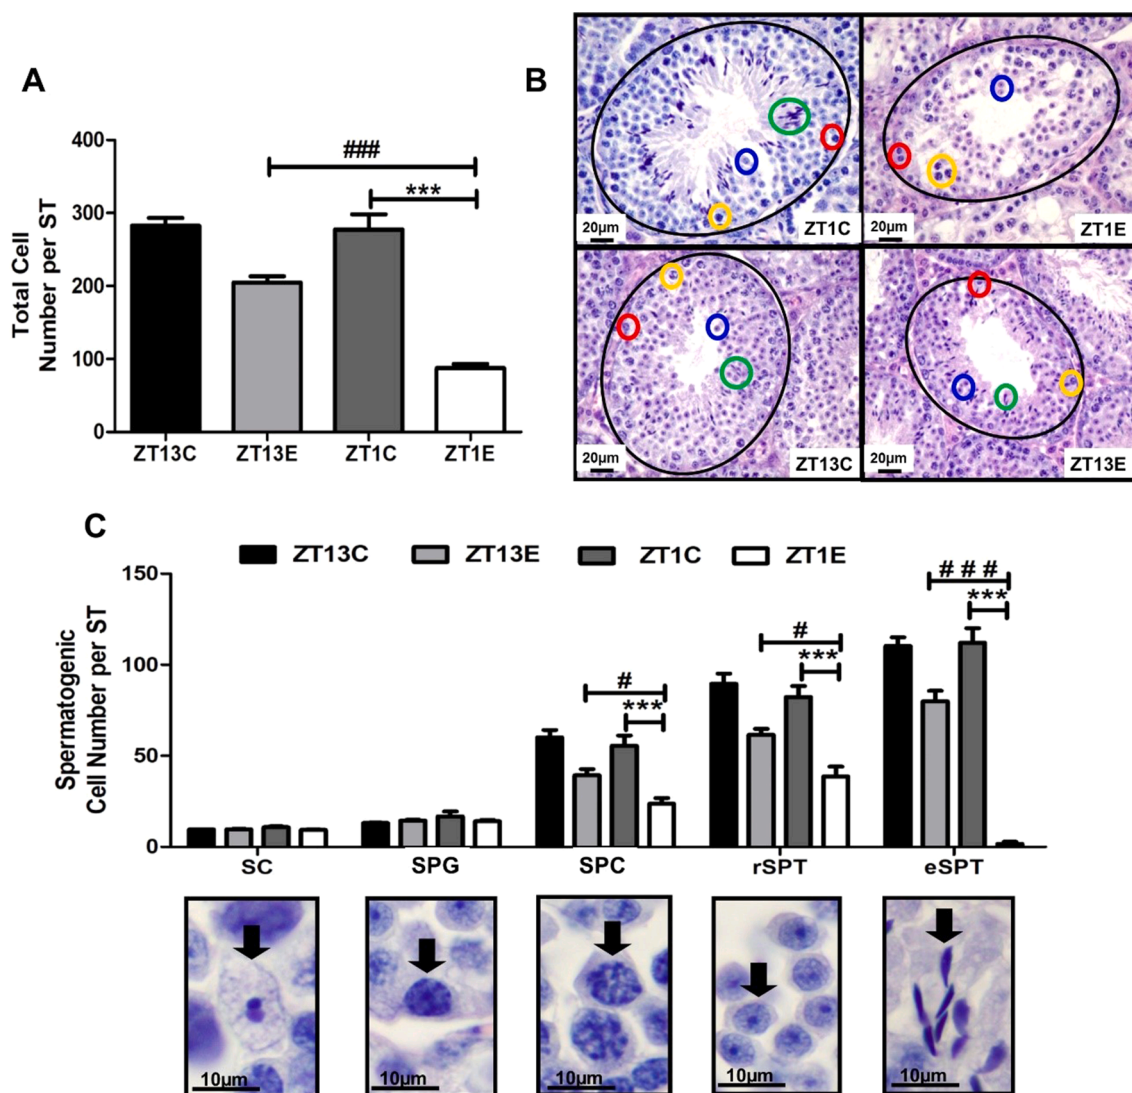 A
Total Cell
Number per ST
400
300
200
100
0
###
***
ZT13C
ZT13E
ZT1C
ZT1E
B
20µm
ZT1C
20µm
ZT1E
20µm
ZT13C
20µm
ZT13E
C
ZT13C
ZT13E
ZT1C
ZT1E
Spermatogenic
Cell Number per ST
150
100
50
0
#
***
#
***
# # #
***
SC
SPG
SPC
rSPT
eSPT
10µm
10µm
10µm
10µm
10µm